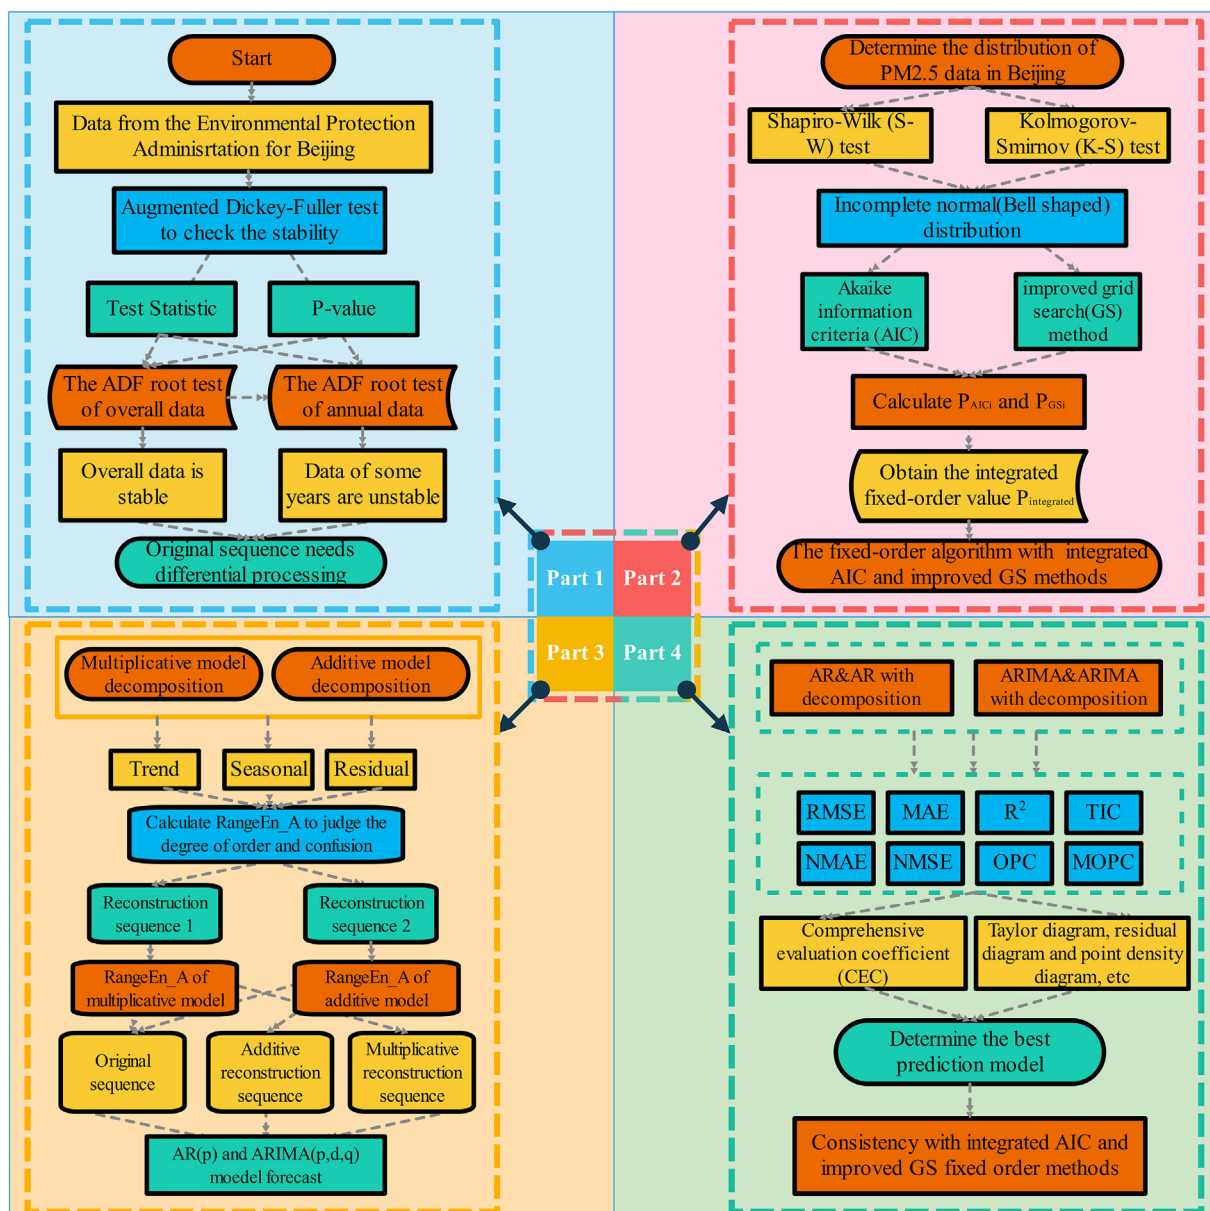 Start
Data from the Environmental Protection
Adminisrtation for Beijing
Augmented Dickey-Fuller test
to check the stability
Test Statistic
P-value
The ADF root test
of overall data
The ADF root test
of annual data
Overall data is
stable
Data of some
years are unstable
Original sequence needs
differential processing
Determine the distribution of
PM2.5 data in Beijing
Shapiro-Wilk (S-
W) test
Kolmogorov-
Smirnov (K-S) test
Incomplete normal(Bell shaped)
distribution
Akaike
information
criteria (AIC)
improved grid
search(GS)
method
Calculate PAICi and PGSi
Obtain the integrated
fixed-order value Pintegrated
The fixed-order algorithm with integrated
AIC and improved GS methods
Part 1
Part 2
Part 3
Part 4
Multiplicative model
decomposition
Additive model
decomposition
Trend
Seasonal
Residual
Calculate RangeEn_A to judge the
degree of order and confusion
Reconstruction
sequence 1
Reconstruction
sequence 2
RangeEn_A of
multiplicative model
RangeEn_A of
additive model
Original
sequence
Additive
reconstruction
sequence
Multiplicative
reconstruction
sequence
AR(p) and ARIMA(p,d,q)
moedel forecast
AR&AR with
decomposition
ARIMA&ARIMA
with decomposition
RMSE
MAE
R²
TIC
NMAE
NMSE
OPC
MOPC
Comprehensive
evaluation coefficient
(CEC)
Taylor diagram, residual
diagram and point density
diagram, etc
Determine the best
prediction model
Consistency with integrated AIC and
improved GS fixed order methods